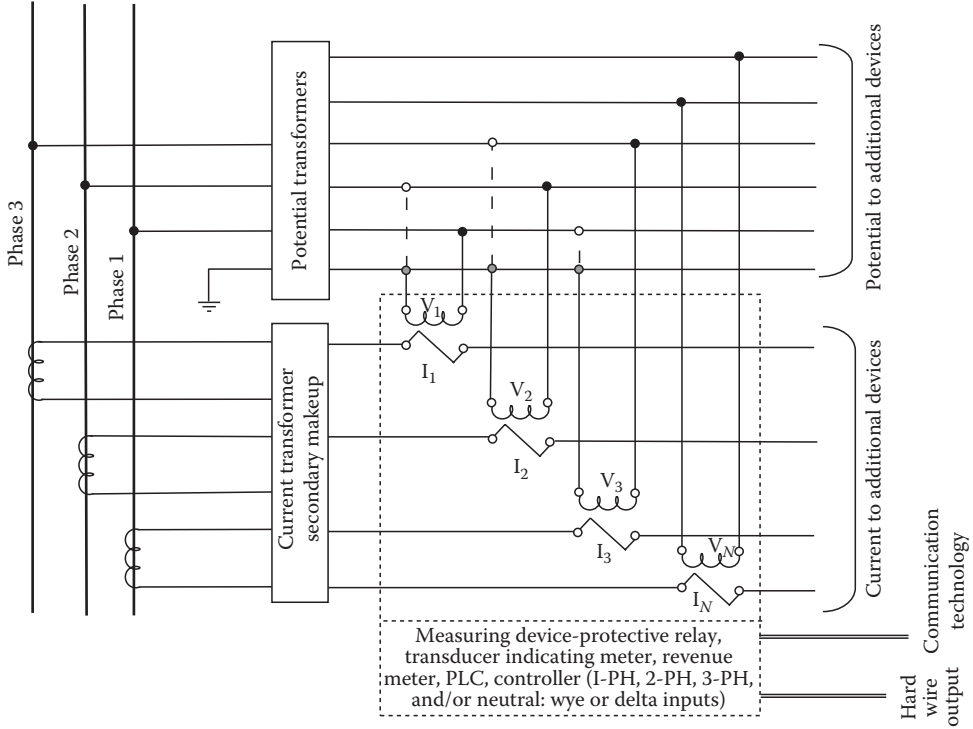 Phase 3
Phase 2
Phase 1
Potential transformers
Potential to additional devices
V1
I1
V2
I2
V3
I3
VN
IN
Current transformer
secondary makeup
Current to additional devices
Measuring device-protective relay,
transducer indicating meter, revenue
meter, PLC, controller (I-PH, 2-PH, 3-PH,
and/or neutral: wye or delta inputs)
Communication
technology
Hard
wire
output